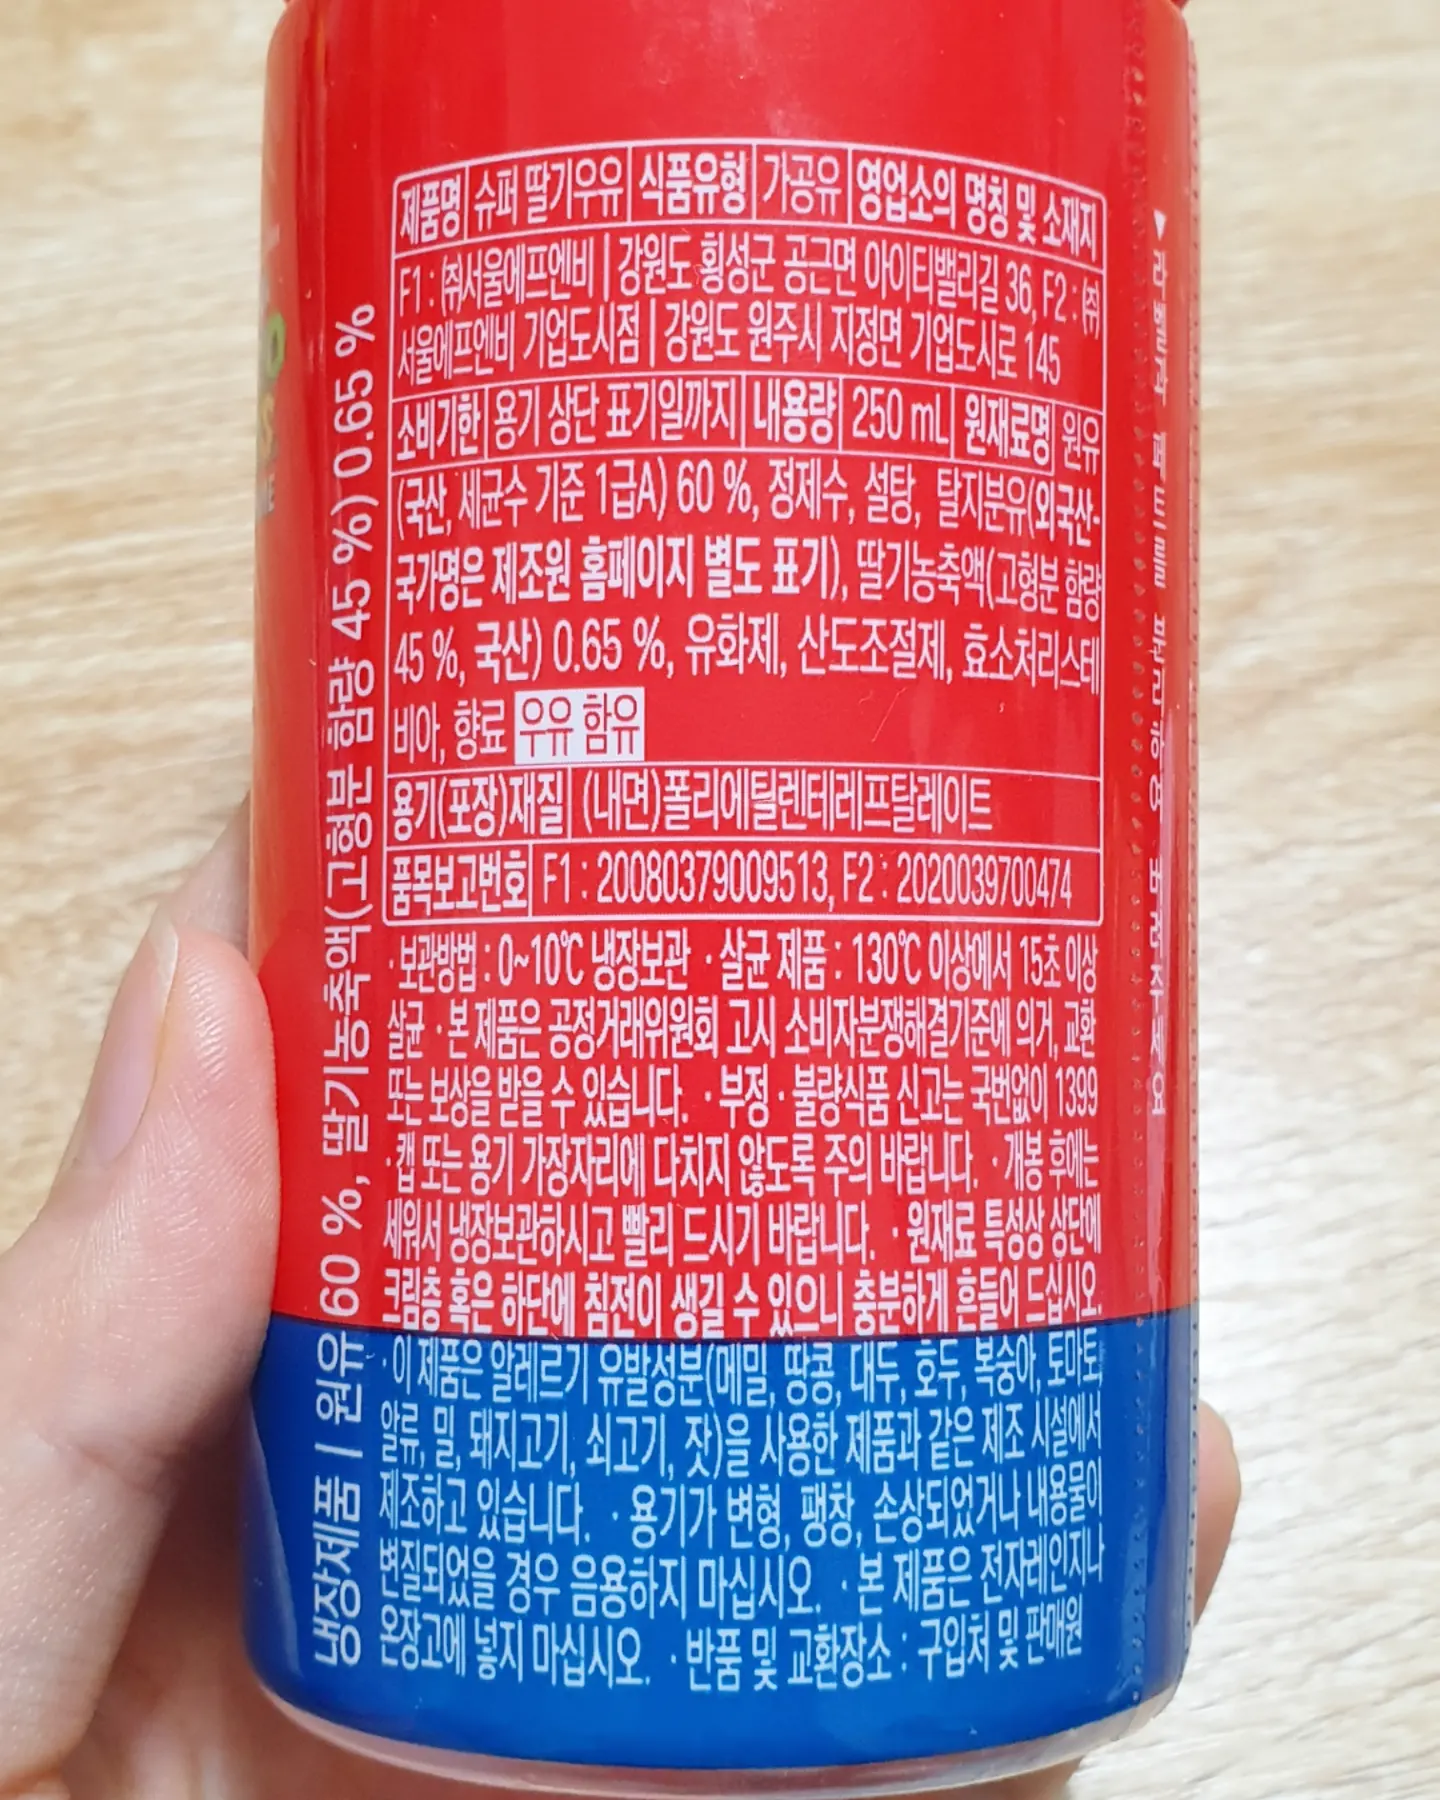 제품명 슈퍼 딸기우유 식품유형 가공유 영업소의 명칭 및 소재지
F1 : ㈜서울에프엔비 | 강원도 횡성군 공근면 아이티밸리길 36, F2 : ㈜
서울에프엔비 기업도시점 | 강원도 원주시 지정면 기업도시로 145
소비기한 용기 상단 표기일까지 내용량 250 mL 원재료명 원유
(국산, 세균수 기준 1급A) 60 %, 정제수, 설탕, 탈지분유(외국산-
국가명은 제조원 홈페이지 별도 표기), 딸기농축액(고형분 함량
45 %, 국산) 0.65 %, 유화제, 산도조절제, 효소처리스테
비아, 향료 우유 함유
용기(포장)재질 (내면)폴리에틸렌테레프탈레이트
품목보고번호 F1 : 20080379009513, F2 : 2020039700474
· 보관방법 : 0~10℃ 냉장보관 · 살균 제품 : 130℃ 이상에서 15초 이상
살균 · 본 제품은 공정거래위원회 고시 소비자분쟁해결기준에 의거, 교환
또는 보상을 받을 수 있습니다. · 부정 · 불량식품 신고는 국번없이 1399
· 캡 또는 용기 가장자리에 다치지 않도록 주의 바랍니다. · 개봉 후에는
세워서 냉장보관하시고 빨리 드시기 바랍니다. · 원재료 특성상 상단에
크림층 혹은 하단에 침전이 생길 수 있으니 충분하게 흔들어 드십시오.
· 이 제품은 알레르기 유발성분(메밀, 땅콩, 대두, 호두, 복숭아, 토마토,
알류, 밀, 돼지고기, 쇠고기, 잣)을 사용한 제품과 같은 제조 시설에서
제조하고 있습니다. · 용기가 변형, 팽창, 손상되었거나 내용물이
변질되었을 경우 음용하지 마십시오. · 본 제품은 전자레인지나
온장고에 넣지 마십시오. · 반품 및 교환장소 : 구입처 및 판매원
냉장제품 | 원유 60 %, 딸기농축액(고형분 함량 45 %) 0.65 %
▶ 라벨과 페트를 분리하여 버려주세요